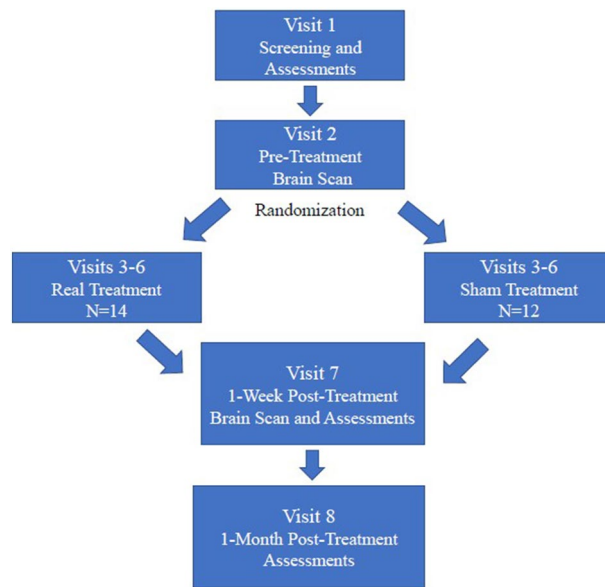 Visit 1
Screening and
Assessments
Visit 2
Pre-Treatment
Brain Scan
Randomization
Visits 3-6
Real Treatment
N=14
Visits 3-6
Sham Treatment
N=12
Visit 7
1-Week Post-Treatment
Brain Scan and Assessments
Visit 8
1-Month Post-Treatment
Assessments